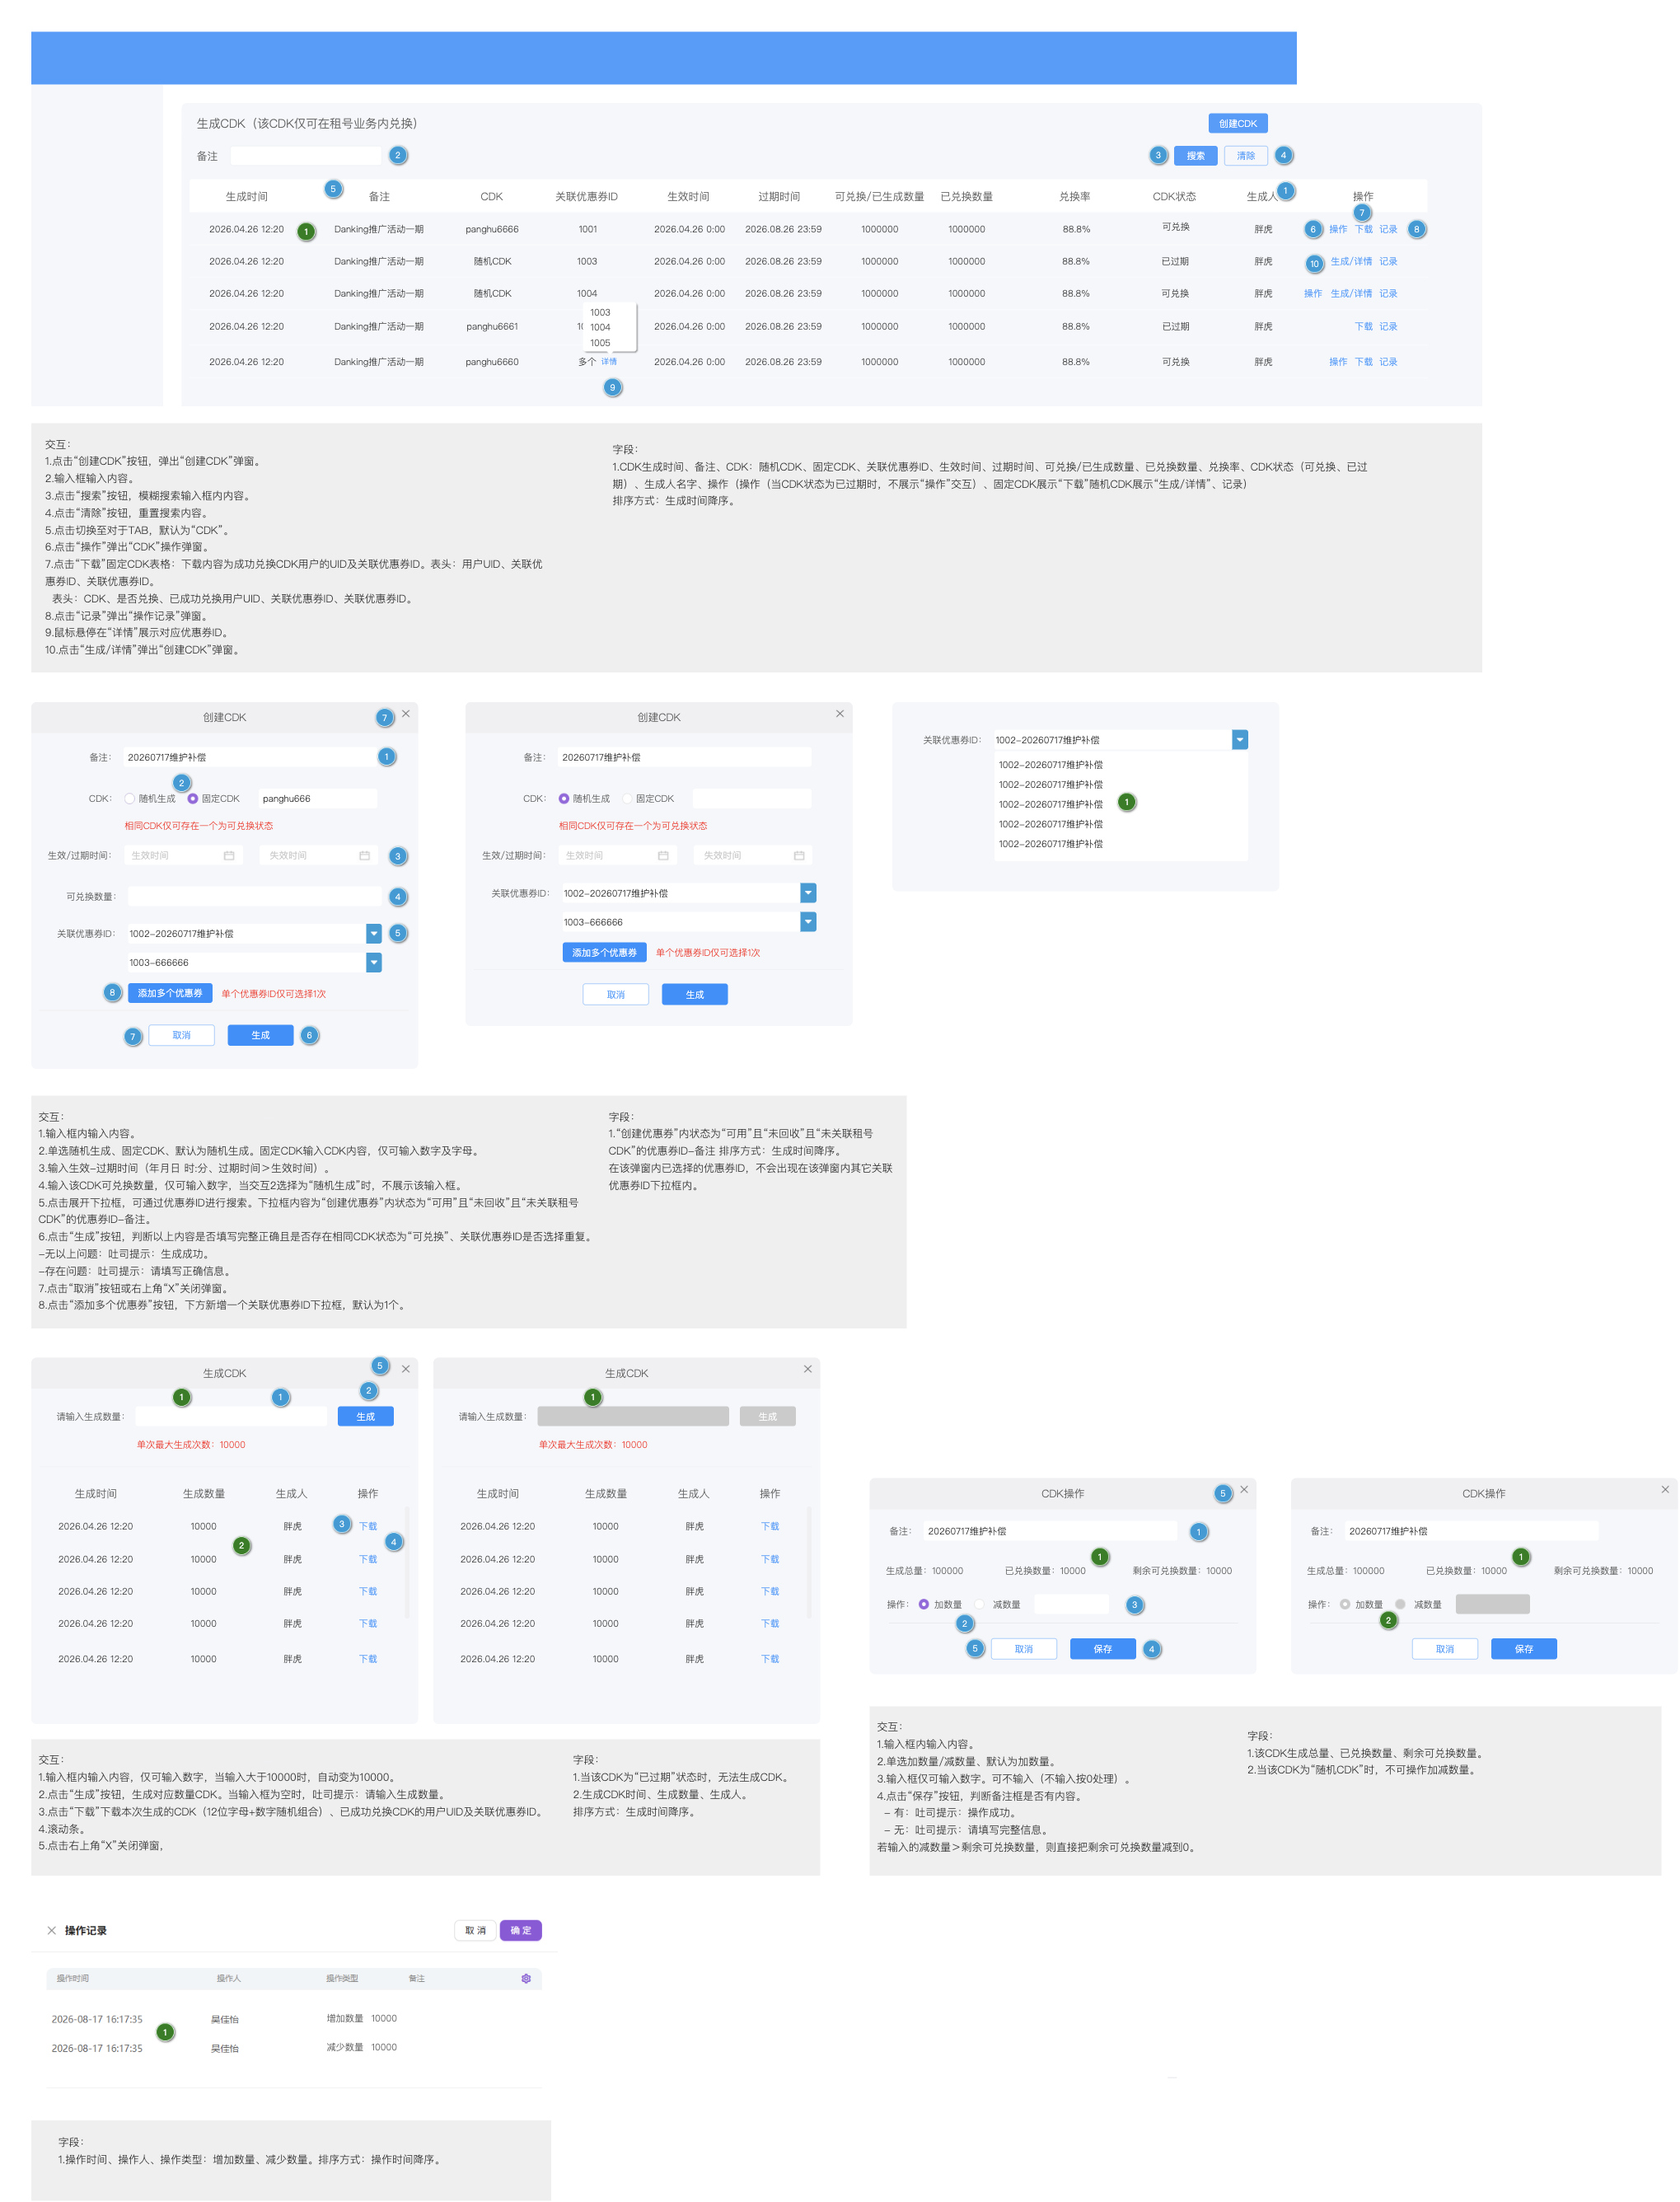 生成CDK（该CDK仅可在租号业务内兑换）
创建CDK
备注
2
3
搜索
清除
4
生成时间 5 备注 CDK 关联优惠券ID 生效时间 过期时间 可兑换/已生成数量 已兑换数量 兑换率 CDK状态 生成人 1 操作
7
2026.04.26 12:20 1 Danking推广活动一期 panghu6666 1001 2026.04.26 0:00 2026.08.26 23:59 1000000 1000000 88.8% 可兑换 胖虎 6 操作 下载 记录 8
2026.04.26 12:20 Danking推广活动一期 随机CDK 1003 2026.04.26 0:00 2026.08.26 23:59 1000000 1000000 88.8% 已过期 胖虎 10 生成/详情 记录
2026.04.26 12:20 Danking推广活动一期 随机CDK 1004 2026.04.26 0:00 2026.08.26 23:59 1000000 1000000 88.8% 可兑换 胖虎 操作 生成/详情 记录
1003
1004
1005
2026.04.26 12:20 Danking推广活动一期 panghu6661 2026.04.26 0:00 2026.08.26 23:59 1000000 1000000 88.8% 已过期 胖虎 下载 记录
2026.04.26 12:20 Danking推广活动一期 panghu6660 多个 详情 2026.04.26 0:00 2026.08.26 23:59 1000000 1000000 88.8% 可兑换 胖虎 操作 下载 记录
9
交互：
1.点击“创建CDK”按钮，弹出“创建CDK”弹窗。
2.输入框输入内容。
3.点击“搜索”按钮，模糊搜索输入框内内容。
4.点击“清除”按钮，重置搜索内容。
5.点击切换至对于TAB，默认为“CDK”。
6.点击“操作”弹出“CDK”操作弹窗。
7.点击“下载”固定CDK表格：下载内容为成功兑换CDK用户的UID及关联优惠券ID。表头：用户UID、关联优
惠券ID、关联优惠券ID。
表头：CDK、是否兑换、已成功兑换用户UID、关联优惠券ID、关联优惠券ID。
8.点击“记录”弹出“操作记录”弹窗。
9.鼠标悬停在“详情”展示对应优惠券ID。
10.点击“生成/详情”弹出“创建CDK”弹窗。
字段：
1.CDK生成时间、备注、CDK：随机CDK、固定CDK、关联优惠券ID、生效时间、过期时间、可兑换/已生成数量、已兑换数量、兑换率、CDK状态（可兑换、已过
期）、生成人名字、操作（操作（当CDK状态为已过期时，不展示“操作”交互）、固定CDK展示“下载”随机CDK展示“生成/详情”、记录）
排序方式：生成时间降序。
创建CDK 7
备注： 20260717维护补偿 1
2
CDK： 随机生成 固定CDK panghu666
相同CDK仅可存在一个为可兑换状态
生效/过期时间： 生效时间 失效时间 3
可兑换数量： 4
关联优惠券ID： 1002-20260717维护补偿 5
1003-666666
8 添加多个优惠券 单个优惠券ID仅可选择1次
7 取消 生成 6
创建CDK
备注： 20260717维护补偿
CDK： 随机生成 固定CDK
相同CDK仅可存在一个为可兑换状态
生效/过期时间： 生效时间 失效时间
关联优惠券ID： 1002-20260717维护补偿
1003-666666
添加多个优惠券 单个优惠券ID仅可选择1次
取消 生成
关联优惠券ID： 1002-20260717维护补偿
1002-20260717维护补偿
1002-20260717维护补偿
1002-20260717维护补偿 1
1002-20260717维护补偿
1002-20260717维护补偿
交互：
1.输入框内输入内容。
2.单选随机生成、固定CDK、默认为随机生成。固定CDK输入CDK内容，仅可输入数字及字母。
3.输入生效-过期时间（年月日 时:分、过期时间＞生效时间）。
4.输入该CDK可兑换数量，仅可输入数字，当交互2选择为“随机生成”时，不展示该输入框。
5.点击展开下拉框，可通过优惠券ID进行搜索。下拉框内容为“创建优惠券”内状态为“可用”且“未回收”且“未关联租号
CDK”的优惠券ID-备注。
6.点击“生成”按钮，判断以上内容是否填写完整正确且是否存在相同CDK状态为“可兑换”、关联优惠券ID是否选择重复。
-无以上问题：吐司提示：生成成功。
-存在问题：吐司提示：请填写正确信息。
7.点击“取消”按钮或右上角“X”关闭弹窗。
8.点击“添加多个优惠券”按钮，下方新增一个关联优惠券ID下拉框，默认为1个。
字段：
1.“创建优惠券”内状态为“可用”且“未回收”且“未关联租号
CDK”的优惠券ID-备注 排序方式：生成时间降序。
在该弹窗内已选择的优惠券ID，不会出现在该弹窗内其它关联
优惠券ID下拉框内。
生成CDK 5
1 1 2
请输入生成数量： 生成
单次最大生成次数：10000
生成时间 生成数量 生成人 操作
2026.04.26 12:20 10000 胖虎 3 下载
2 4
2026.04.26 12:20 10000 胖虎 下载
2026.04.26 12:20 10000 胖虎 下载
2026.04.26 12:20 10000 胖虎 下载
2026.04.26 12:20 10000 胖虎 下载
生成CDK
1
请输入生成数量： 生成
单次最大生成次数：10000
生成时间 生成数量 生成人 操作
2026.04.26 12:20 10000 胖虎 下载
2026.04.26 12:20 10000 胖虎 下载
2026.04.26 12:20 10000 胖虎 下载
2026.04.26 12:20 10000 胖虎 下载
2026.04.26 12:20 10000 胖虎 下载
CDK操作 5
备注： 20260717维护补偿 1
1
生成总量：100000 已兑换数量：10000 剩余可兑换数量：10000
操作： 加数量 减数量 3
2
5 取消 保存 4
CDK操作
备注： 20260717维护补偿
1
生成总量：100000 已兑换数量：10000 剩余可兑换数量：10000
操作： 加数量 减数量
2
取消 保存
交互：
1.输入框内输入内容，仅可输入数字，当输入大于10000时，自动变为10000。
2.点击“生成”按钮，生成对应数量CDK。当输入框为空时，吐司提示：请输入生成数量。
3.点击“下载”下载本次生成的CDK（12位字母+数字随机组合）、已成功兑换CDK的用户UID及关联优惠券ID。
4.滚动条。
5.点击右上角“X”关闭弹窗，
字段：
1.当该CDK为“已过期”状态时，无法生成CDK。
2.生成CDK时间、生成数量、生成人。
排序方式：生成时间降序。
交互：
1.输入框内输入内容。
2.单选加数量/减数量、默认为加数量。
3.输入框仅可输入数字。可不输入（不输入按0处理）。
4.点击“保存”按钮，判断备注框是否有内容。
- 有：吐司提示：操作成功。
- 无：吐司提示：请填写完整信息。
若输入的减数量＞剩余可兑换数量，则直接把剩余可兑换数量减到0。
字段：
1.该CDK生成总量、已兑换数量、剩余可兑换数量。
2.当该CDK为“随机CDK”时，不可操作加减数量。
操作记录 取 消 确 定
操作时间 操作人 操作类型 备注
2026-08-17 16:17:35 吴佳怡 增加数量 10000
1
2026-08-17 16:17:35 吴佳怡 减少数量 10000
字段：
1.操作时间、操作人、操作类型：增加数量、减少数量。排序方式：操作时间降序。